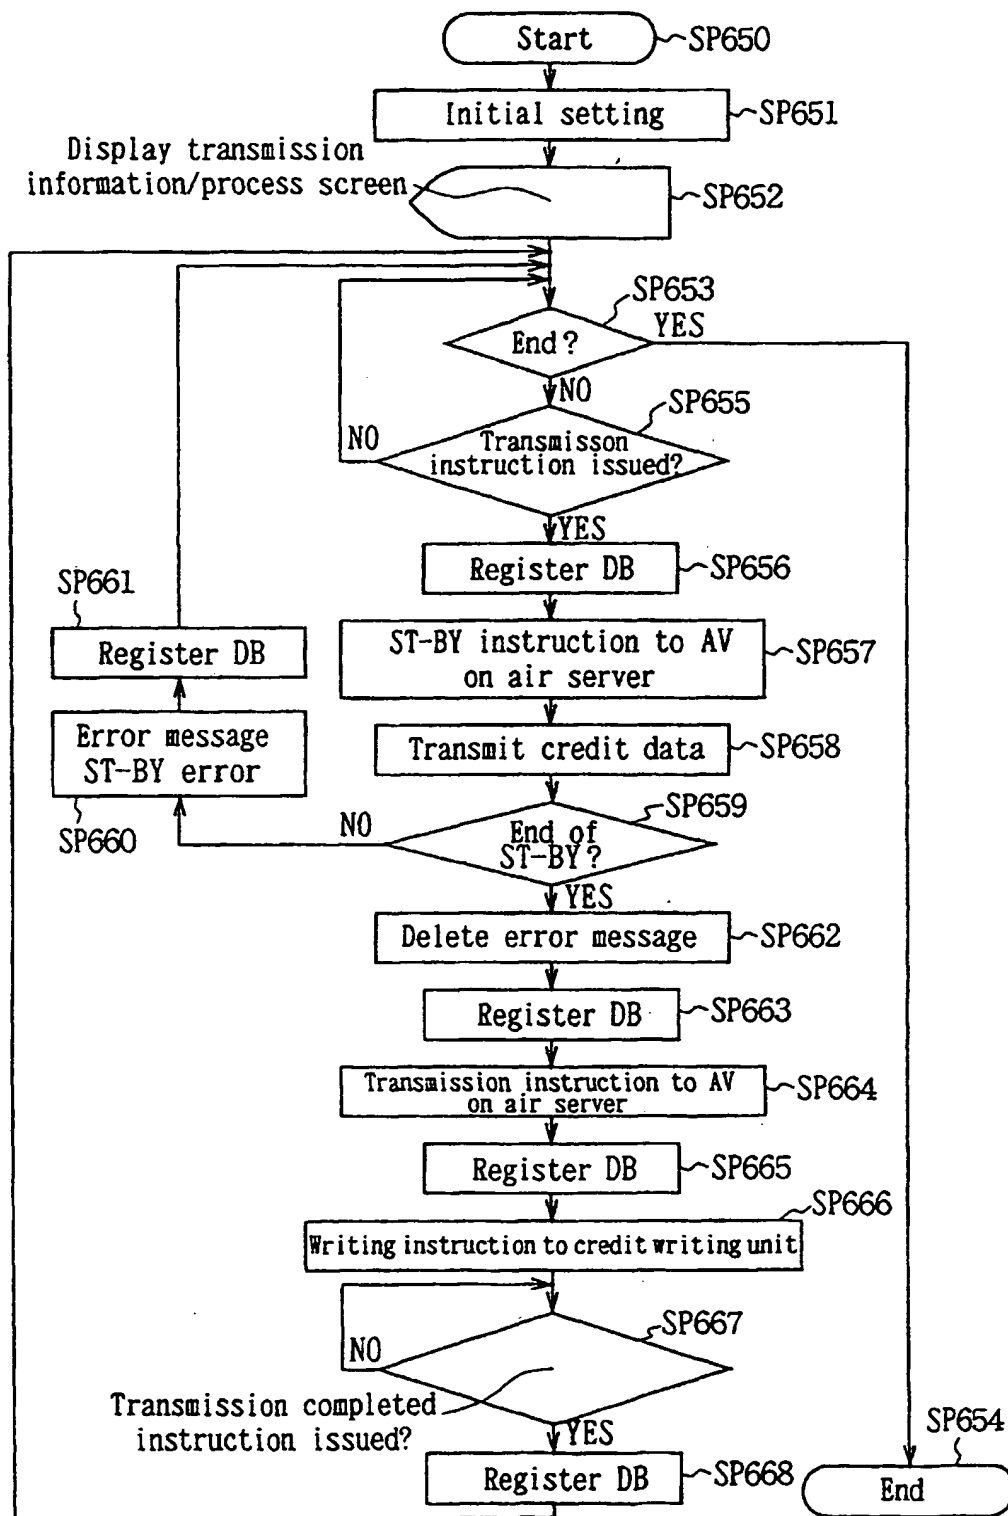 Start
SP650
Initial setting
SP651
Display transmission
information/process screen
SP652
SP653
End?
YES
NO
SP655
NO
Transmisson
instruction issued?
YES
Register DB
SP656
SP661
Register DB
ST-BY instruction to AV
on air server
SP657
Error message
ST-BY error
Transmit credit data
SP658
SP660
NO
SP659
End of
ST-BY?
YES
Delete error message
SP662
Register DB
SP663
Transmission instruction to AV
on air server
SP664
Register DB
SP665
SP666
Writing instruction to credit writing unit
SP667
NO
Transmission completed
instruction issued?
YES
SP654
Register DB
SP668
End